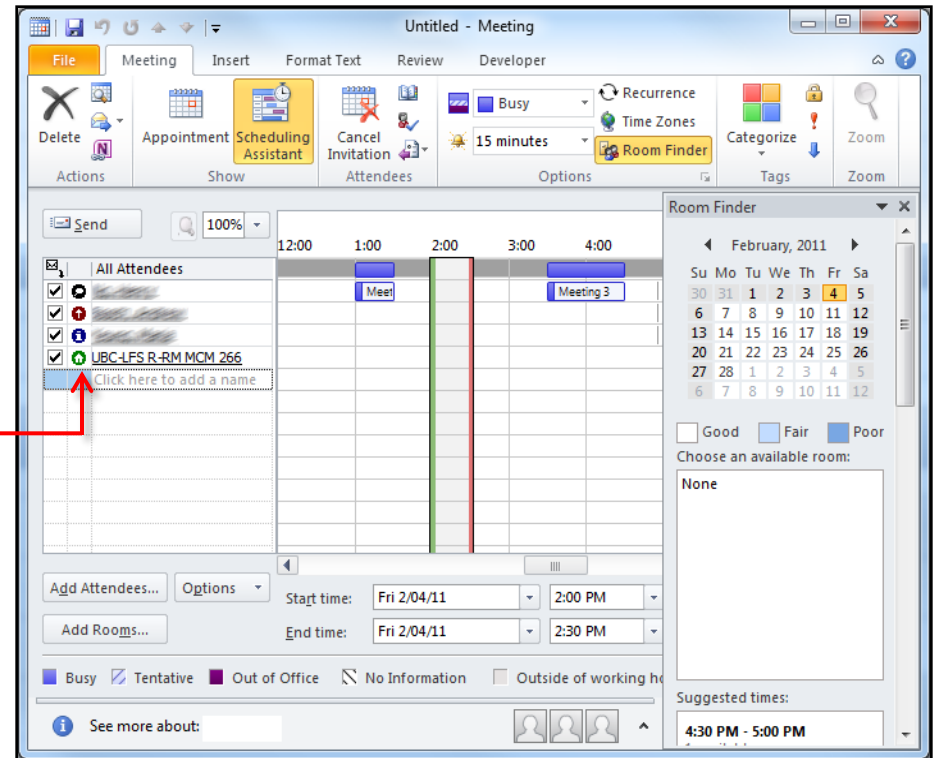 Untitled - Meeting
File Meeting Insert Format Text Review Developer
Delete
Appointment
Scheduling Assistant
Cancel Invitation
Busy
15 minutes
Recurrence
Time Zones
Room Finder
Categorize
Zoom
Actions Show Attendees Options Tags Zoom
Send
100%
12:00 1:00 2:00 3:00 4:00
All Attendees
Meet
Meeting 3
UBC-LFS R-RM MCM 266
Click here to add a name
Add Attendees... Options
Add Rooms...
Start time: Fri 2/04/11 2:00 PM
End time: Fri 2/04/11 2:30 PM
Busy Tentative Out of Office No Information Outside of working ho
See more about:
Room Finder
February, 2011
Su Mo Tu We Th Fr Sa
30 31 1 2 3 4 5
6 7 8 9 10 11 12
13 14 15 16 17 18 19
20 21 22 23 24 25 26
27 28 1 2 3 4 5
6 7 8 9 10 11 12
Good Fair Poor
Choose an available room:
None
Suggested times:
4:30 PM - 5:00 PM